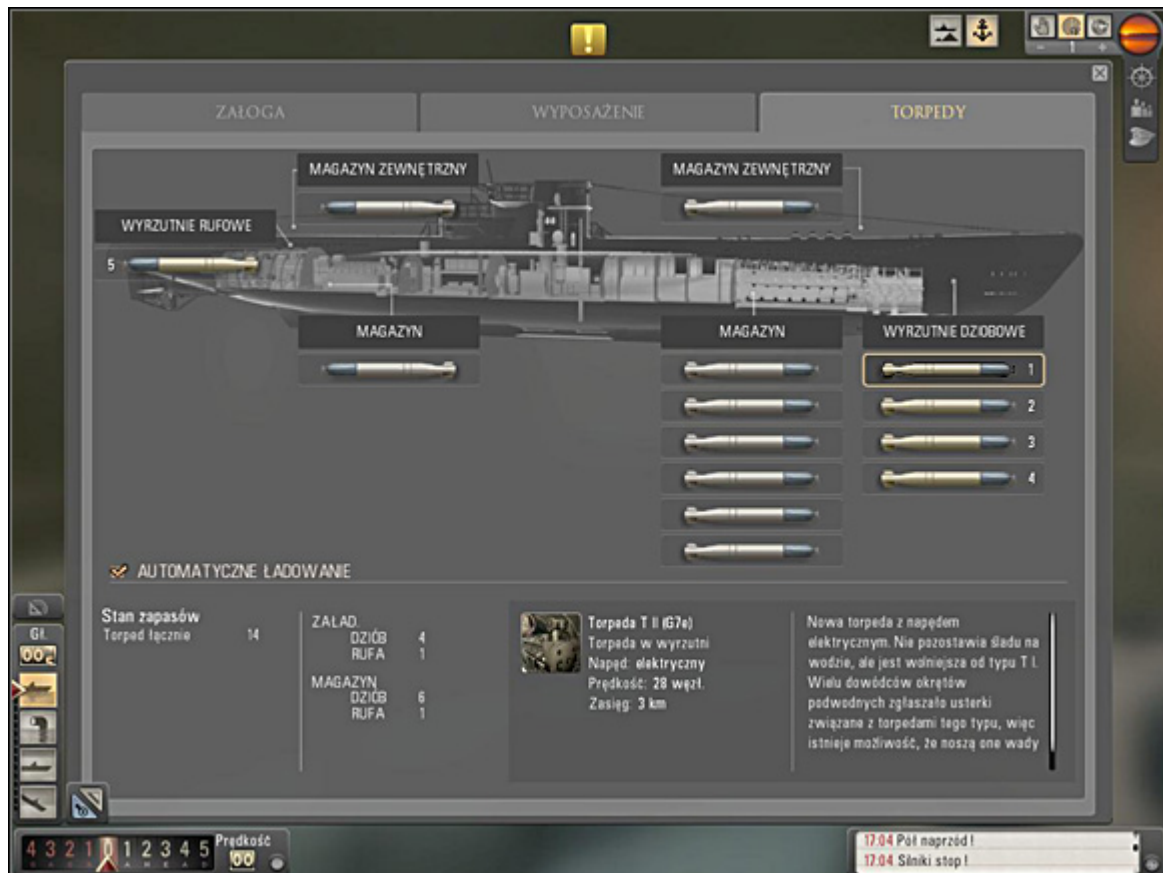 !
- 1 +
ZAŁOGA
WYPOSAŻENIE
TORPEDY
MAGAZYN ZEWNĘTRZNY
MAGAZYN ZEWNĘTRZNY
WYRZUTNIE RUFOWE
5
MAGAZYN
MAGAZYN
WYRZUTNIE DZIOBOWE
1
2
3
4
AUTOMATYCZNE ŁADOWANIE
Stan zapasów
Torped łącznie 14
ZAŁAD.
DZIÓB 4
RUFA 1
MAGAZYN
DZIÓB 6
RUFA 1
Torpeda T II (G7e)
Torpeda w wyrzutni
Napęd: elektryczny
Prędkość: 28 węzł.
Zasięg: 3 km
Nowa torpeda z napędem
elektrycznym. Nie pozostawia śladu na
wodzie, ale jest wolniejsza od typu T I.
Wielu dowódców okrętów
podwodnych zgłaszało usterki
związane z torpedami tego typu, więc
istnieje możliwość, że noszą one wady
Gł.
00
4 3 2 1 0 1 2 3 4 5
Prędkość
00
17:04 Pół naprzód !
17:04 Silniki stop !